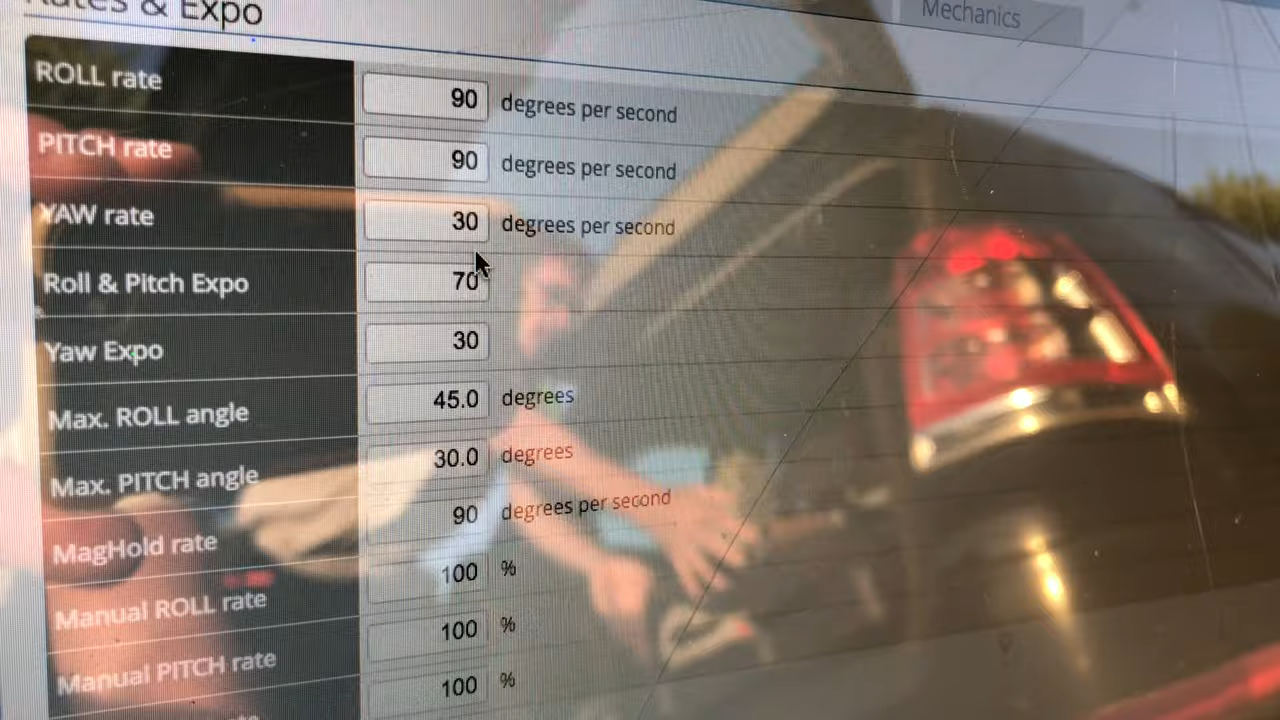 Rates & Expo
Mechanics
ROLL rate 90 degrees per second
PITCH rate 90 degrees per second
YAW rate 30 degrees per second
Roll & Pitch Expo 70
Yaw Expo 30
Max. ROLL angle 45.0 degrees
Max. PITCH angle 30.0 degrees
MagHold rate 90 degrees per second
Manual ROLL rate 100 %
Manual PITCH rate 100 %
100 %